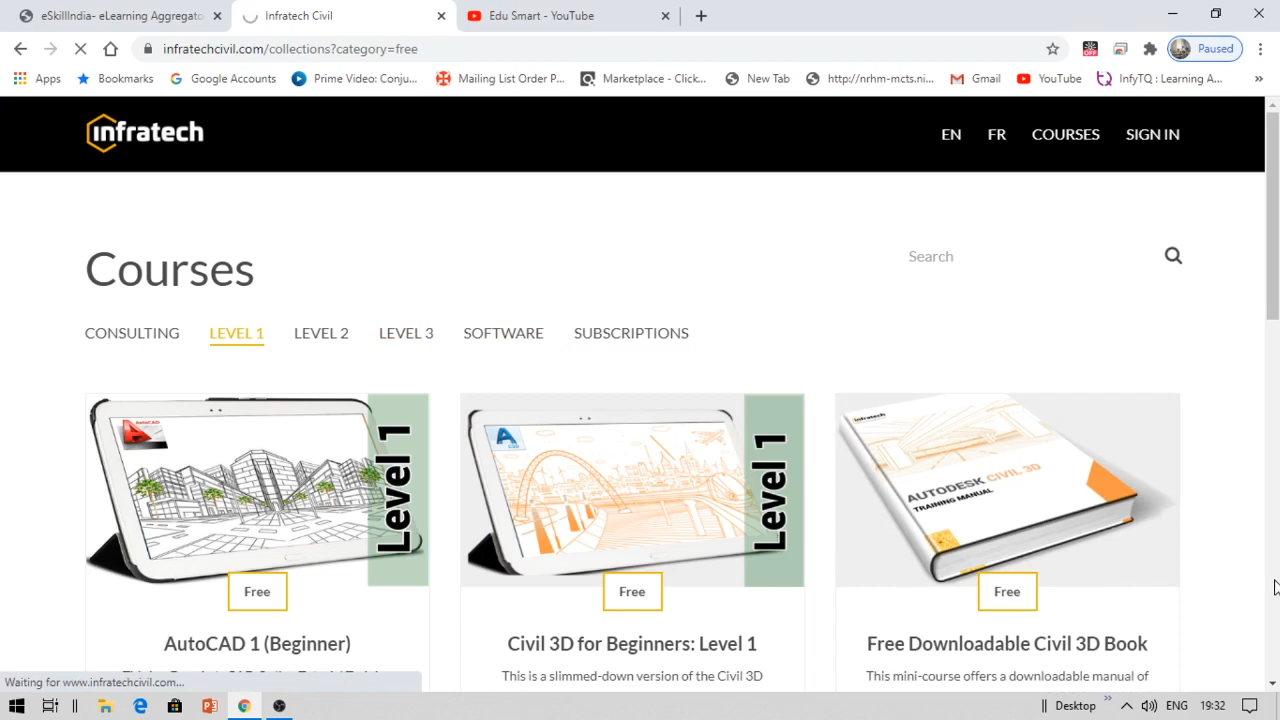 eSkillIndia- eLearning Aggregato
Infratech Civil
Edu Smart - YouTube
infratechcivil.com/collections?category=free
Paused
Apps
Bookmarks
Google Accounts
Prime Video: Conju...
Mailing List Order P...
Marketplace - Click...
New Tab
http://nrhm-mcts.ni...
Gmail
YouTube
InfyTQ : Learning A...
infratech
EN
FR
COURSES
SIGN IN
Courses
Search
CONSULTING
LEVEL 1
LEVEL 2
LEVEL 3
SOFTWARE
SUBSCRIPTIONS
AutoCAD
Level 1
Level 1
infratech
AUTODESK CIVIL 3D
TRAINING MANUAL
Free
Free
Free
AutoCAD 1 (Beginner)
Civil 3D for Beginners: Level 1
Free Downloadable Civil 3D Book
This is a slimmed-down version of the Civil 3D
This mini-course offers a downloadable manual of
Waiting for www.infratechcivil.com...
Desktop
ENG
19:32